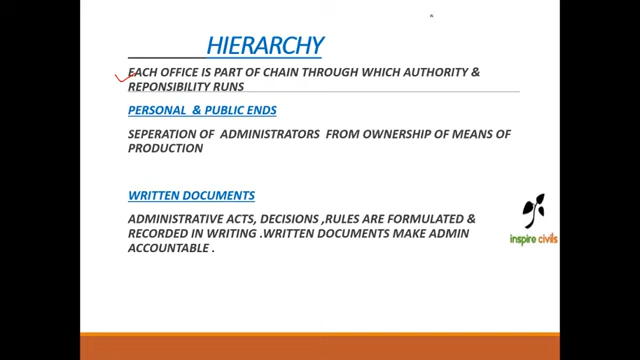 HIERARCHY
EACH OFFICE IS PART OF CHAIN THROUGH WHICH AUTHORITY &
REPONSIBILITY RUNS
PERSONAL & PUBLIC ENDS
SEPERATION OF ADMINISTRATORS FROM OWNERSHIP OF MEANS OF
PRODUCTION
WRITTEN DOCUMENTS
ADMINISTRATIVE ACTS, DECISIONS ,RULES ARE FORMULATED &
RECORDED IN WRITING .WRITTEN DOCUMENTS MAKE ADMIN
ACCOUNTABLE .
inspire civils